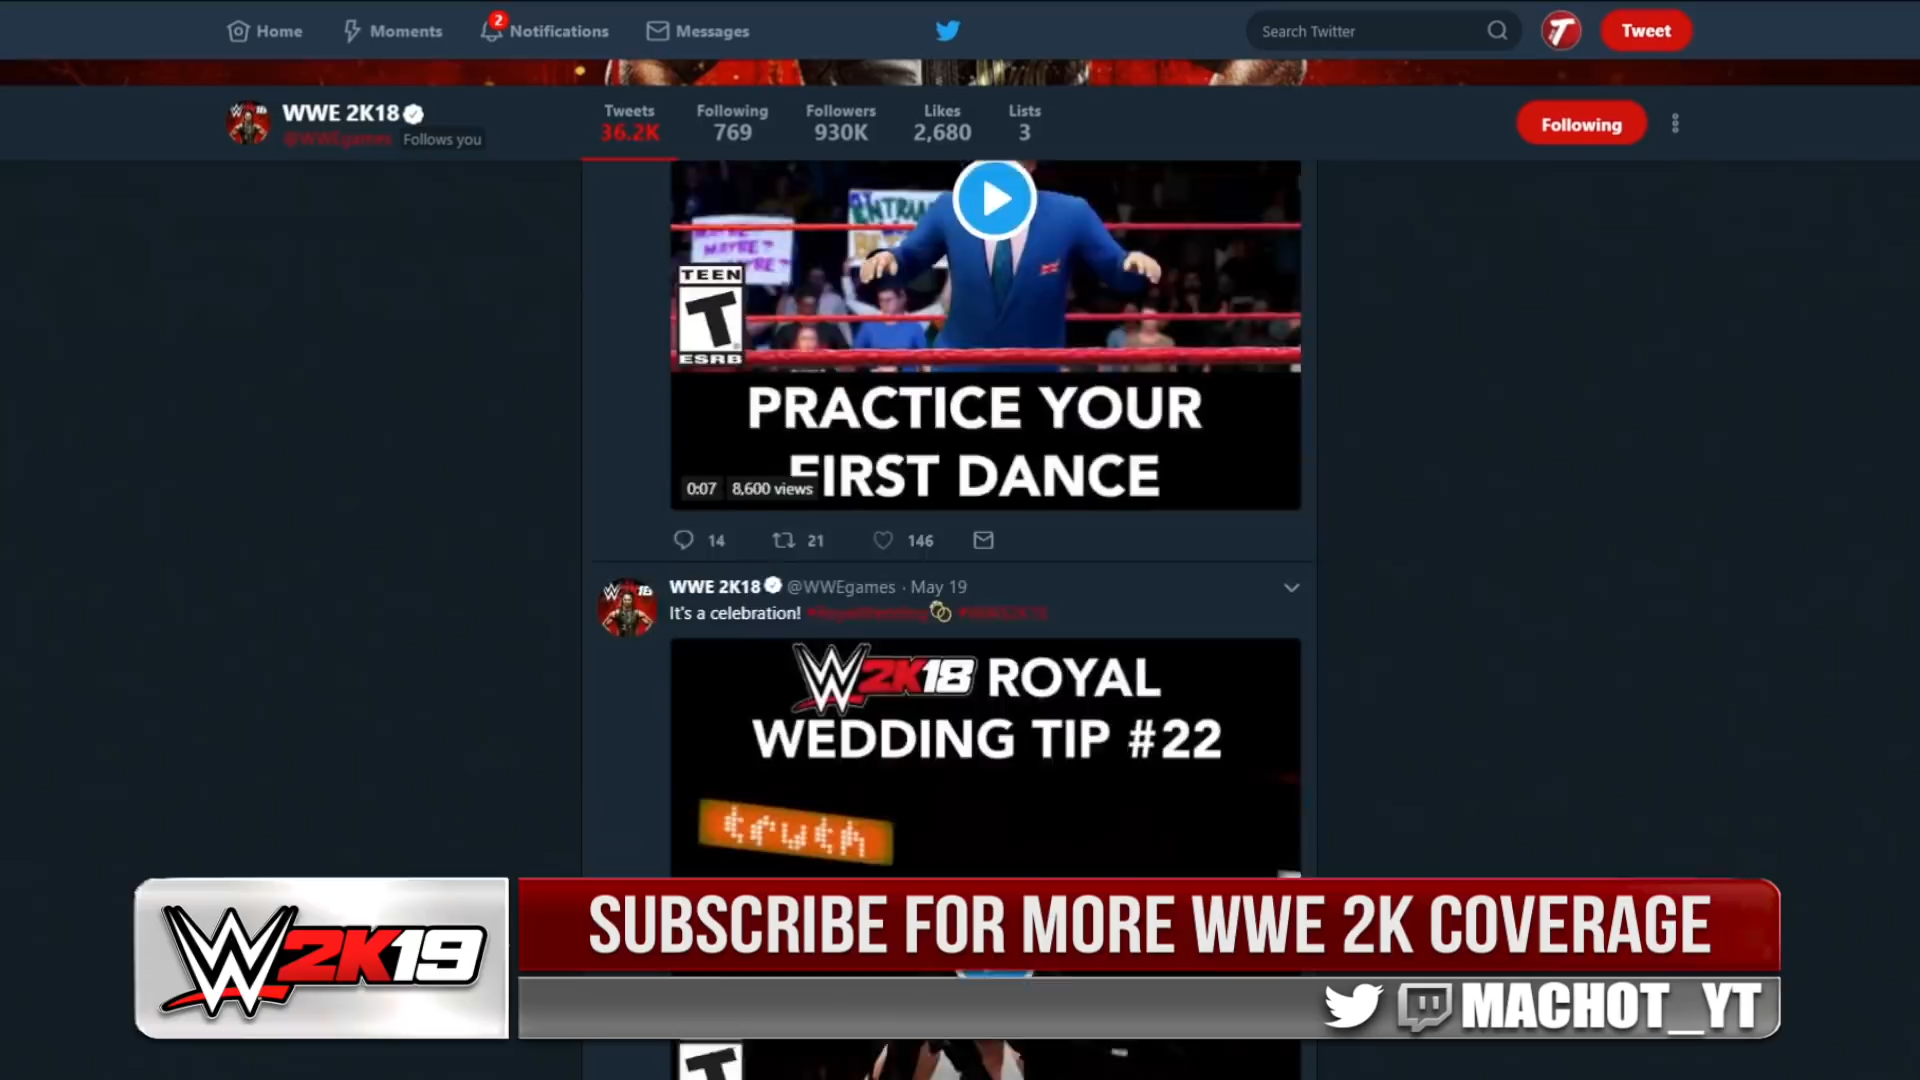 Home
Moments
2
Notifications
Messages
Search Twitter
T
Tweet
WWE 2K18
@WWEgames Follows you
Tweets 36.2K
Following 769
Followers 930K
Likes 2,680
Lists 3
Following
MAYBE?
TEEN
T
ESRB
PRACTICE YOUR
FIRST DANCE
0:07 8,600 views
14 21 146
WWE 2K18 @WWEgames · May 19
It's a celebration!
W 2K18 ROYAL
WEDDING TIP #22
truth
W 2K19
SUBSCRIBE FOR MORE WWE 2K COVERAGE
MACHOT_YT
T